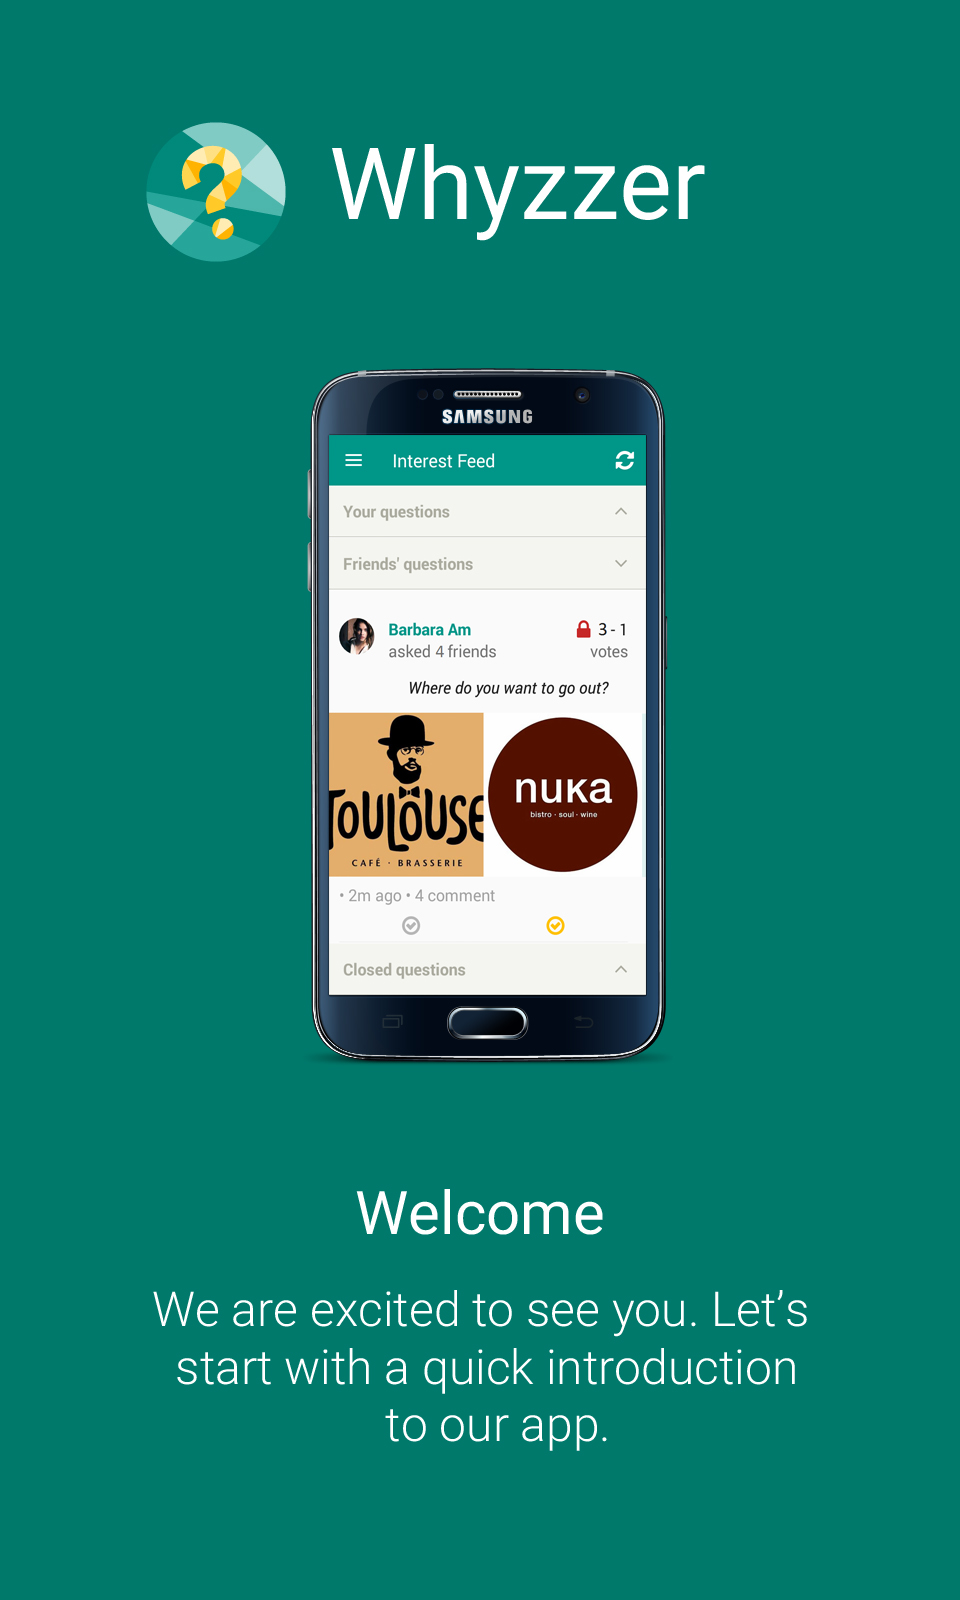 ?
Whyzzer
SAMSUNG
Interest Feed
Your questions
Friends' questions
Barbara Am
3 - 1
asked 4 friends
votes
Where do you want to go out?
TOULOUSE
CAFÉ · BRASSERIE
nuka
bistro · soul · wine
• 2m ago • 4 comment
Closed questions
Welcome
We are excited to see you. Let’s
start with a quick introduction
to our app.